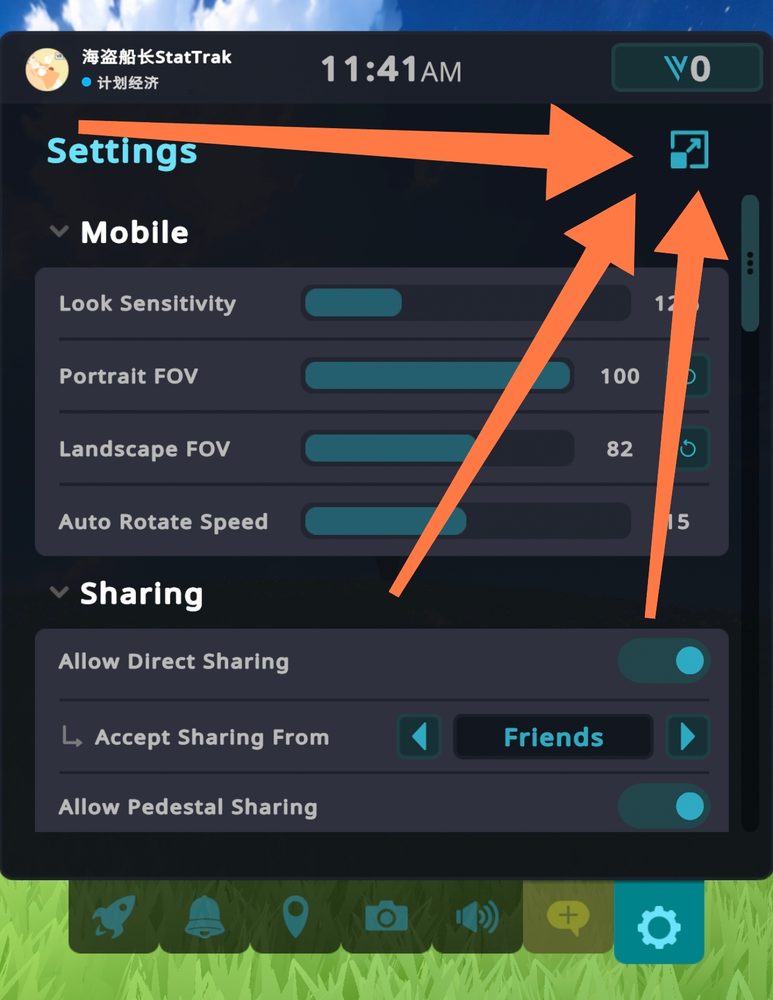 海盗船长StatTrak
计划经济
11:41AM
0
Settings
Mobile
Look Sensitivity
Portrait FOV 100
Landscape FOV 82
Auto Rotate Speed 15
Sharing
Allow Direct Sharing
Accept Sharing From Friends
Allow Pedestal Sharing